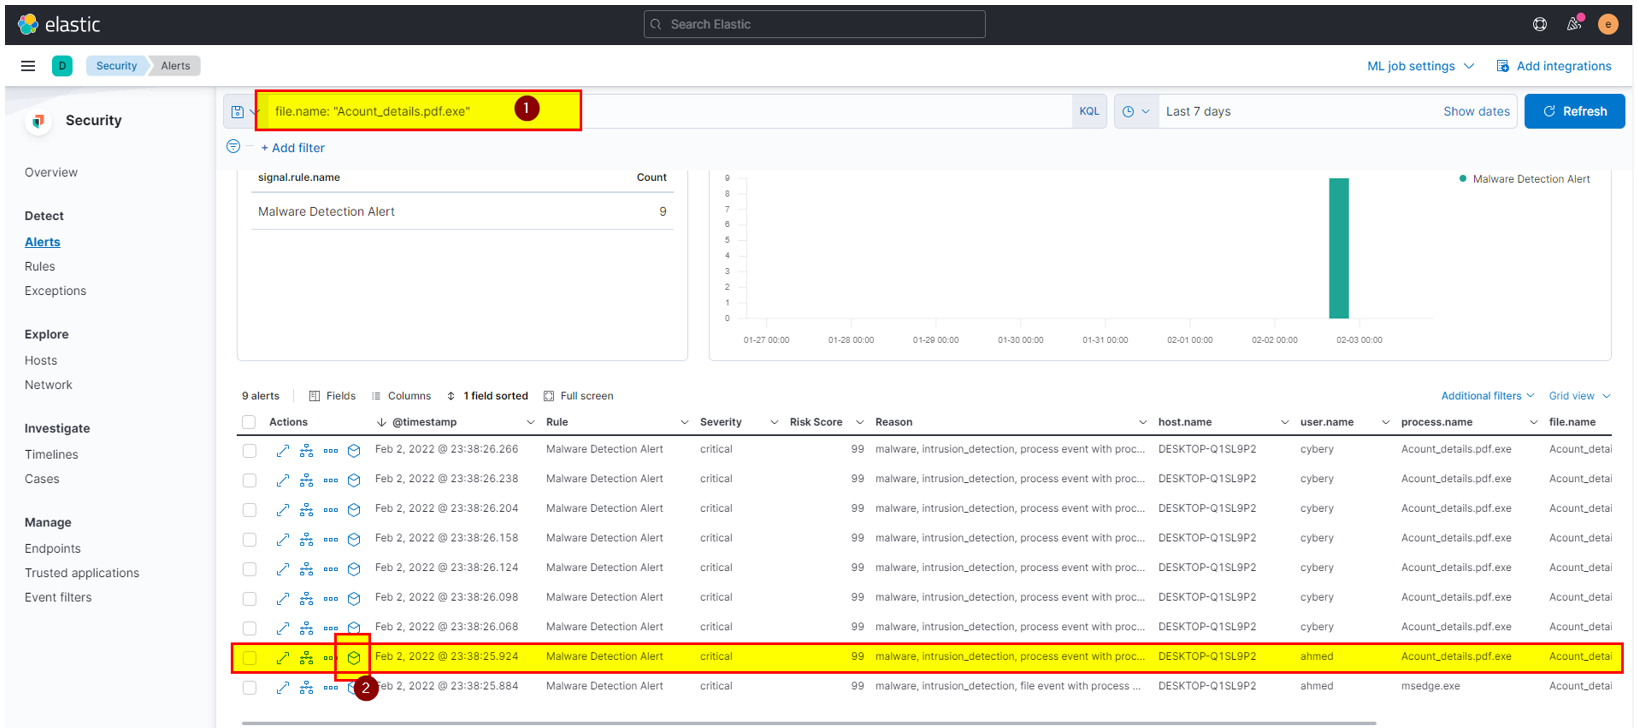 elastic
Search Elastic
e
D Security Alerts ML job settings Add integrations
file.name: "Acount_details.pdf.exe" 1 KQL Last 7 days Show dates Refresh
+ Add filter
Security
Overview
Detect
Alerts
Rules
Exceptions
Explore
Hosts
Network
Investigate
Timelines
Cases
Manage
Endpoints
Trusted applications
Event filters
signal.rule.name Count
Malware Detection Alert 9
9
8
7
6
5
4
3
2
1
0
01-27 00:00 01-28 00:00 01-29 00:00 01-30 00:00 01-31 00:00 02-01 00:00 02-02 00:00 02-03 00:00
Malware Detection Alert
9 alerts Fields Columns 1 field sorted Full screen Additional filters Grid view
Actions @timestamp Rule Severity Risk Score Reason host.name user.name process.name file.name
Feb 2, 2022 @ 23:38:26.266 Malware Detection Alert critical 99 malware, intrusion_detection, process event with proc... DESKTOP-Q1SL9P2 cybery Acount_details.pdf.exe Acount_detai
Feb 2, 2022 @ 23:38:26.238 Malware Detection Alert critical 99 malware, intrusion_detection, process event with proc... DESKTOP-Q1SL9P2 cybery Acount_details.pdf.exe Acount_detai
Feb 2, 2022 @ 23:38:26.204 Malware Detection Alert critical 99 malware, intrusion_detection, process event with proc... DESKTOP-Q1SL9P2 cybery Acount_details.pdf.exe Acount_detai
Feb 2, 2022 @ 23:38:26.158 Malware Detection Alert critical 99 malware, intrusion_detection, process event with proc... DESKTOP-Q1SL9P2 cybery Acount_details.pdf.exe Acount_detai
Feb 2, 2022 @ 23:38:26.124 Malware Detection Alert critical 99 malware, intrusion_detection, process event with proc... DESKTOP-Q1SL9P2 cybery Acount_details.pdf.exe Acount_detai
Feb 2, 2022 @ 23:38:26.098 Malware Detection Alert critical 99 malware, intrusion_detection, process event with proc... DESKTOP-Q1SL9P2 cybery Acount_details.pdf.exe Acount_detai
Feb 2, 2022 @ 23:38:26.068 Malware Detection Alert critical 99 malware, intrusion_detection, process event with proc... DESKTOP-Q1SL9P2 cybery Acount_details.pdf.exe Acount_detai
Feb 2, 2022 @ 23:38:25.924 Malware Detection Alert critical 99 malware, intrusion_detection, process event with proc... DESKTOP-Q1SL9P2 ahmed Acount_details.pdf.exe Acount_detai
2 Feb 2, 2022 @ 23:38:25.884 Malware Detection Alert critical 99 malware, intrusion_detection, file event with process ... DESKTOP-Q1SL9P2 ahmed msedge.exe Acount_detai